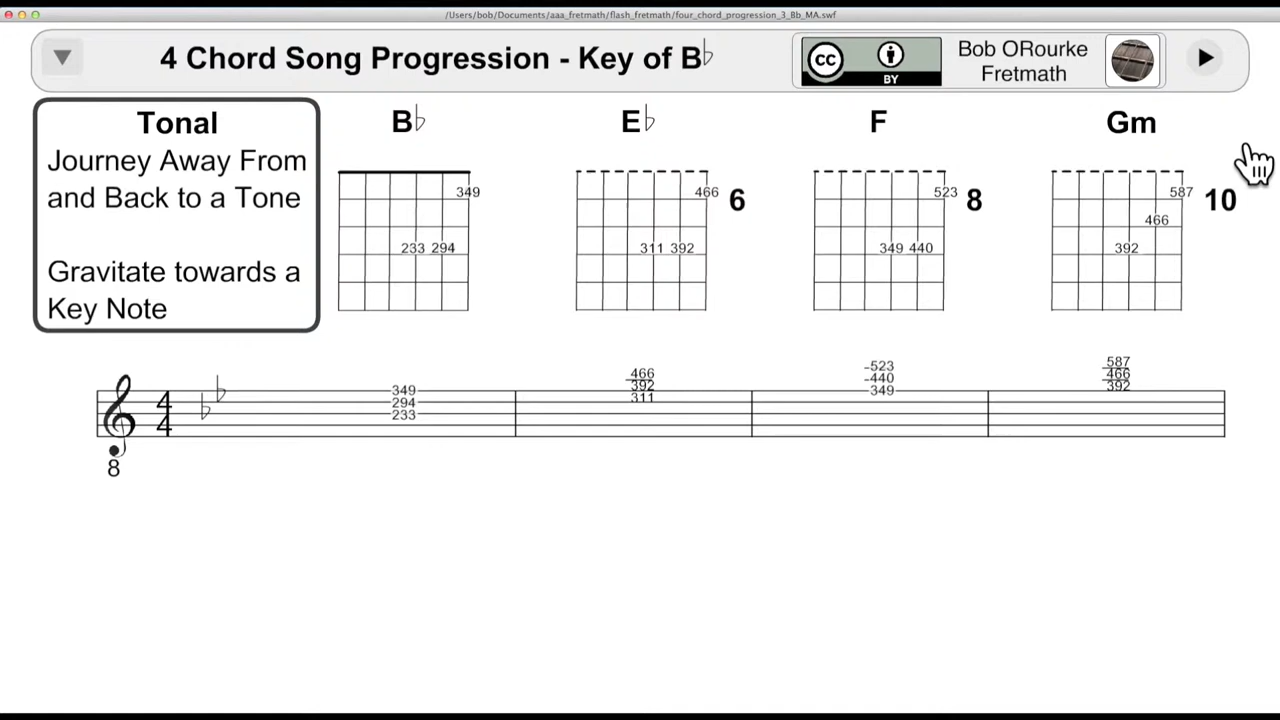 /Users/bob/Documents/aaa_fretmath/flash_fretmath/four_chord_progression_3_Bb_MA.swf
4 Chord Song Progression - Key of B♭
CC
BY
Bob ORourke
Fretmath
Tonal
Journey Away From
and Back to a Tone
Gravitate towards a
Key Note
B♭
349
233 294
E♭
466
6
311 392
F
523
8
349 440
Gm
587
10
466
392
4
4
8
349
294
233
466
392
311
523
440
349
587
466
392